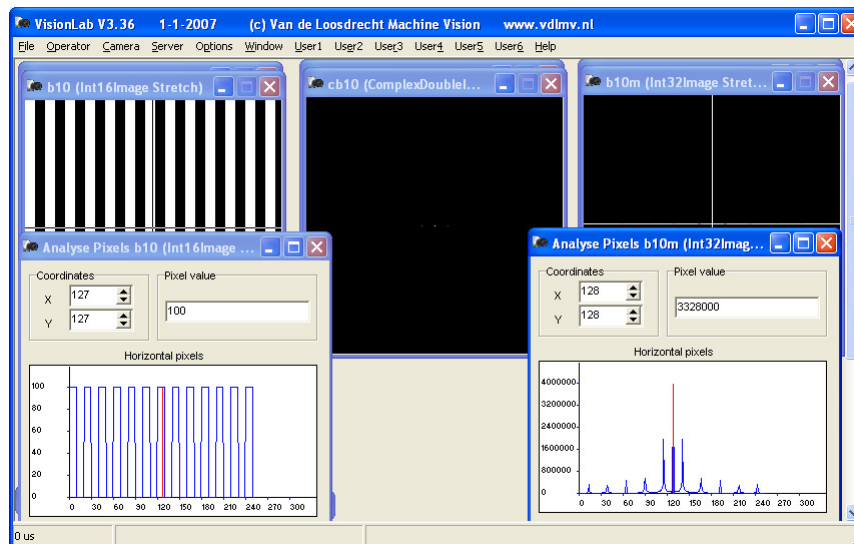 VisionLab V3.36 1-1-2007 (c) Van de Loosdrecht Machine Vision www.vdlmv.nl
File Operator Camera Server Options Window User1 User2 User3 User4 User5 User6 Help
b10 (Int16Image Stretch)
cb10 (ComplexDoubleI...
b10m (Int32Image Stret...
Analyse Pixels b10 (Int16Image ...
Coordinates
Pixel value
X 127
100
Y 127
Horizontal pixels
100
80
60
40
20
0
0 30 60 90 120 150 180 210 240 270 300
Analyse Pixels b10m (Int32Imag...
Coordinates
Pixel value
X 128
3328000
Y 128
Horizontal pixels
4000000
3200000
2400000
1600000
800000
0
0 30 60 90 120 150 180 210 240 270 300
0 us